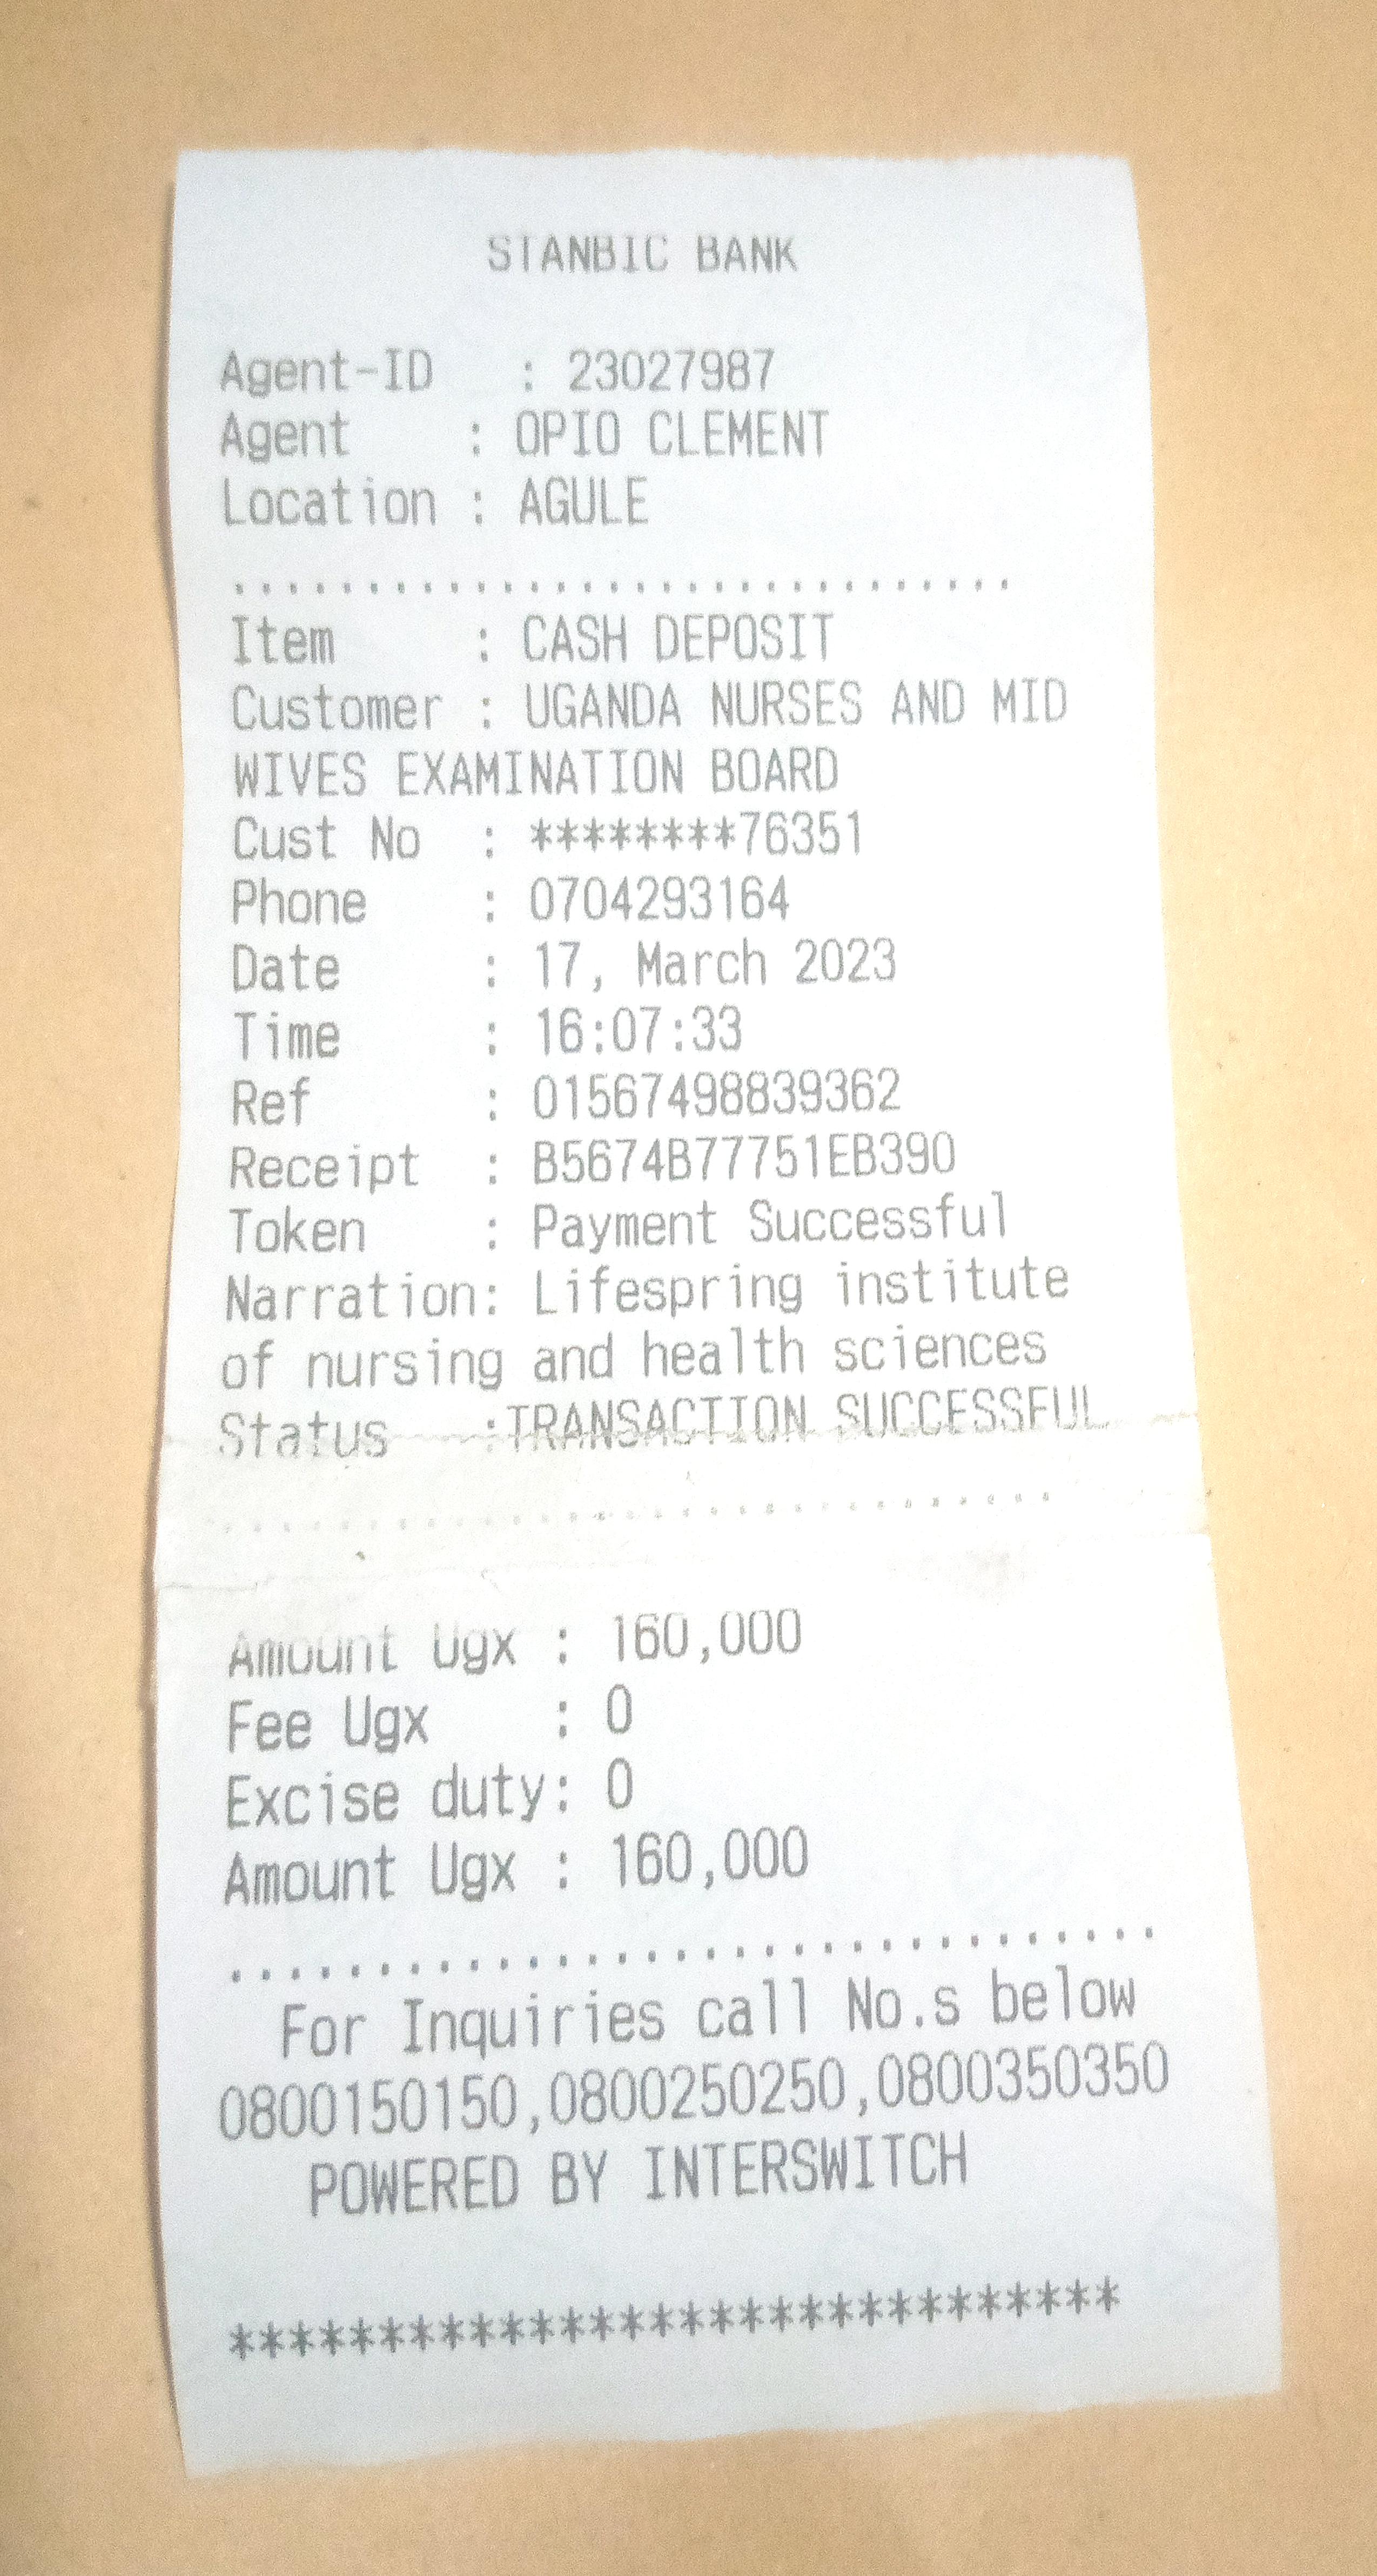 STANBIC BANK
Agent-ID : 23027987
Agent : OPIO CLEMENT
Location : AGULE
..............................
Item : CASH DEPOSIT
Customer : UGANDA NURSES AND MID
WIVES EXAMINATION BOARD
Cust No : ********76351
Phone : 0704293164
Date : 17, March 2023
Time : 16:07:33
Ref : 01567498839362
Receipt : B5674B77751EB390
Token : Payment Successful
Narration: Lifespring institute
of nursing and health sciences
Status :TRANSACTION SUCCESSFUL
..............................
Amount Ugx : 160,000
Fee Ugx : 0
Excise duty: 0
Amount Ugx : 160,000
................................
For Inquiries call No.s below
0800150150,0800250250,0800350350
POWERED BY INTERSWITCH
******************************